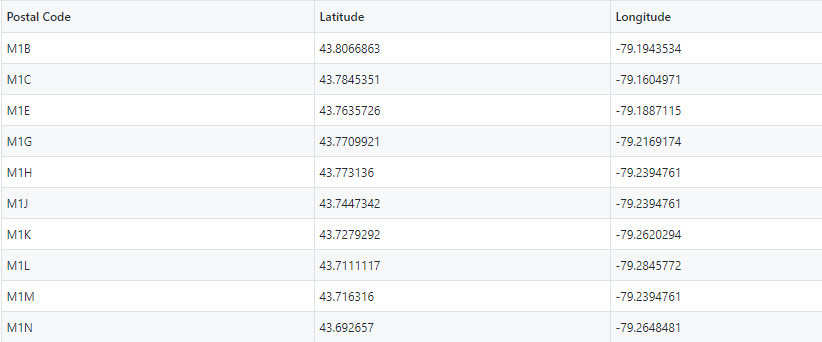 Postal Code Latitude Longitude
M1B 43.8066863 -79.1943534
M1C 43.7845351 -79.1604971
M1E 43.7635726 -79.1887115
M1G 43.7709921 -79.2169174
M1H 43.773136 -79.2394761
M1J 43.7447342 -79.2394761
M1K 43.7279292 -79.2620294
M1L 43.7111117 -79.2845772
M1M 43.716316 -79.2394761
M1N 43.692657 -79.2648481